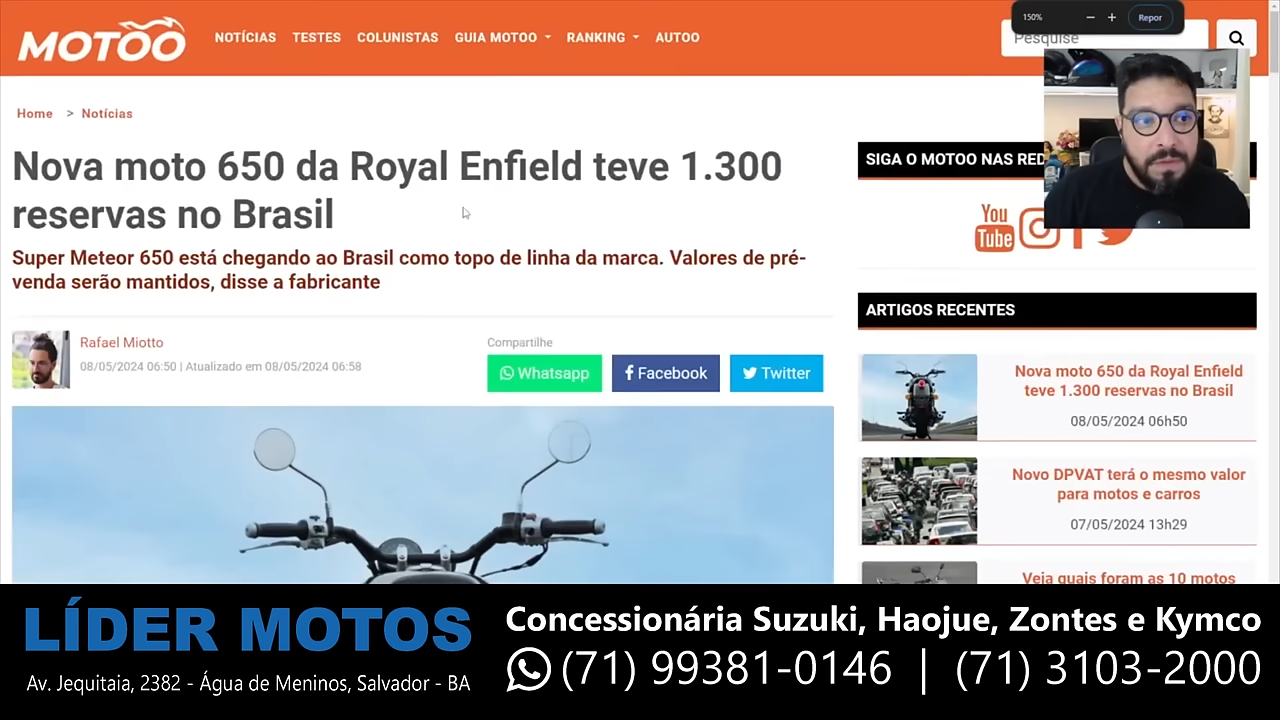 MOTOO
NOTÍCIAS TESTES COLUNISTAS GUIA MOTOO RANKING AUTOO
150% − + Repor
Pesquise
Home > Notícias
Nova moto 650 da Royal Enfield teve 1.300
reservas no Brasil
Super Meteor 650 está chegando ao Brasil como topo de linha da marca. Valores de pré-
venda serão mantidos, disse a fabricante
Rafael Miotto
08/05/2024 06:50 | Atualizado em 08/05/2024 06:58
Compartilhe
Whatsapp Facebook Twitter
SIGA O MOTOO NAS RED
You
Tube
ARTIGOS RECENTES
Nova moto 650 da Royal Enfield
teve 1.300 reservas no Brasil
08/05/2024 06h50
Novo DPVAT terá o mesmo valor
para motos e carros
07/05/2024 13h29
Veja quais foram as 10 motos
LÍDER MOTOS
Av. Jequitaia, 2382 - Água de Meninos, Salvador - BA
Concessionária Suzuki, Haojue, Zontes e Kymco
(71) 99381-0146 | (71) 3103-2000